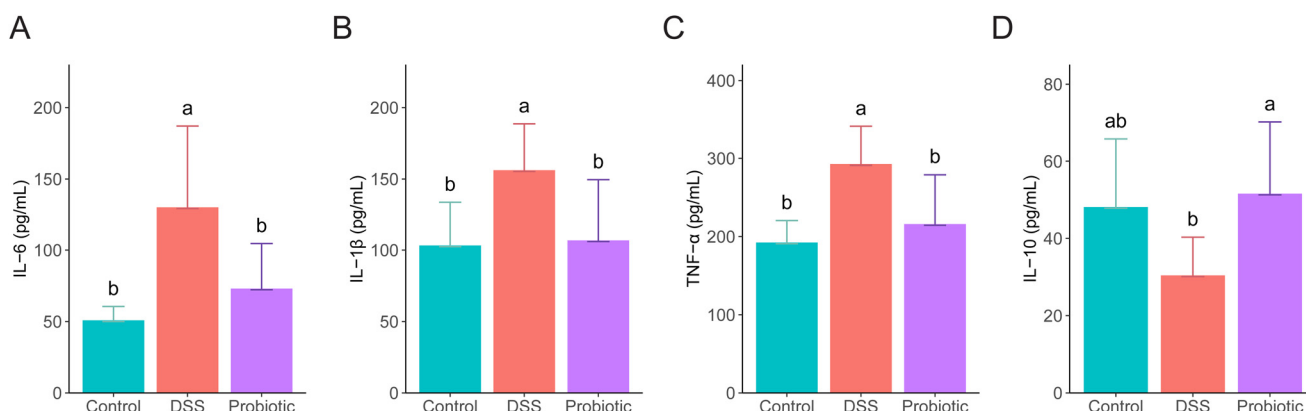 A
IL−6 (pg/mL)
200
150
100
50
0
b
a
b
Control
DSS
Probiotic
B
IL−1β (pg/mL)
200
150
100
50
0
b
a
b
Control
DSS
Probiotic
C
TNF−α (pg/mL)
400
300
200
100
0
b
a
b
Control
DSS
Probiotic
D
IL−10 (pg/mL)
80
60
40
20
0
ab
b
a
Control
DSS
Probiotic